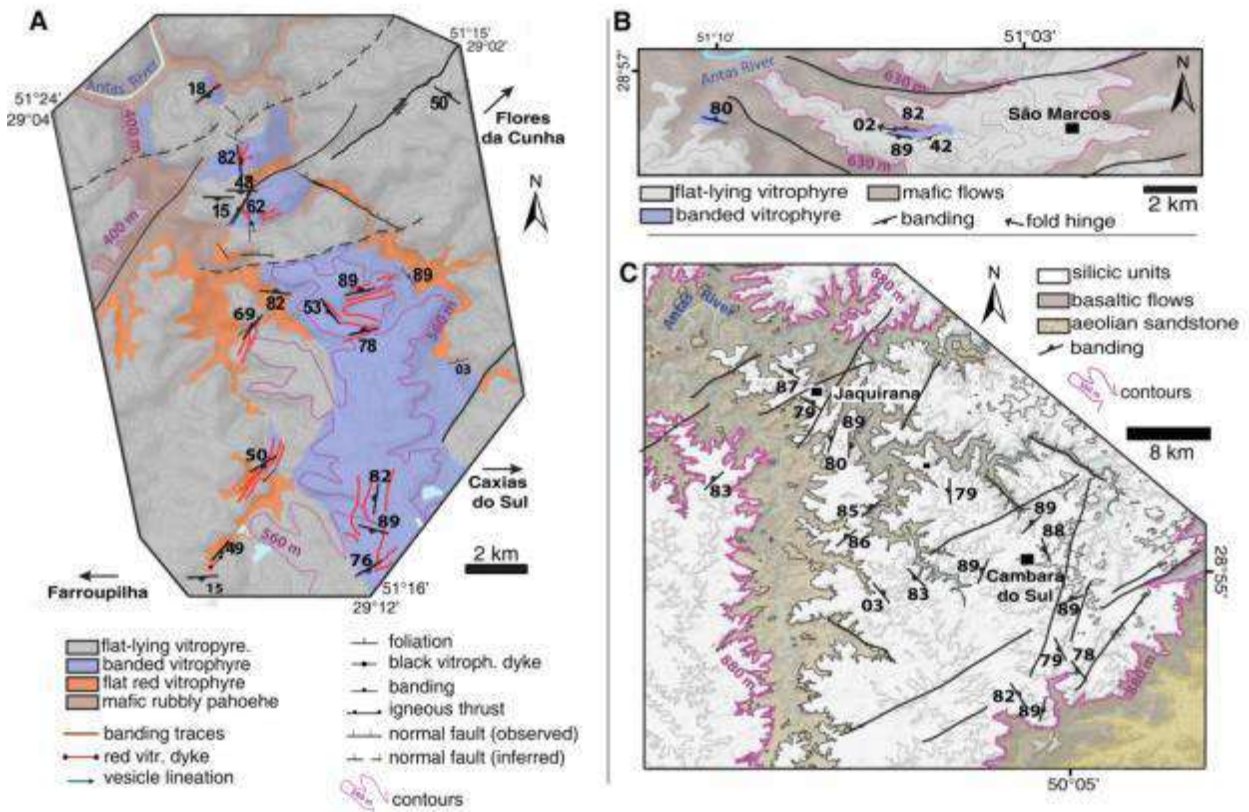 A
51°15'
29°02'
Antas River
51°24'
29°04'
18
50
Flores
da Cunha
400 m
82
48
15
62
N
400 m
89
89
82
53
69
78
560 m
03
50
82
Caxias
do Sul
89
560 m
49
76
2 km
15
Farroupilha
51°16'
29°12'
flat-lying vitropyre.
banded vitrophyre
flat red vitrophyre
mafic rubbly pahoehe
banding traces
red vitr. dyke
vesicle lineation
foliation
black vitroph. dyke
banding
igneous thrust
normal fault (observed)
normal fault (inferred)
contours
B
51°10'
51°03
28°57
Antas River
630 m
N
80
82
São Marcos
02
89
42
630 m
flat-lying vitrophyre
mafic flows
banded vitrophyre
banding
fold hinge
2 km
C
880 m
N
silicic units
basaltic flows
aeolian sandstone
banding
contours
8 km
Antas River
87
Jaquirana
79
89
80
83
79
85
89
86
88
89
Cambara
do Sul
28°55'
03
83
89
880 m
79
78
880 m
82
89
50°05'